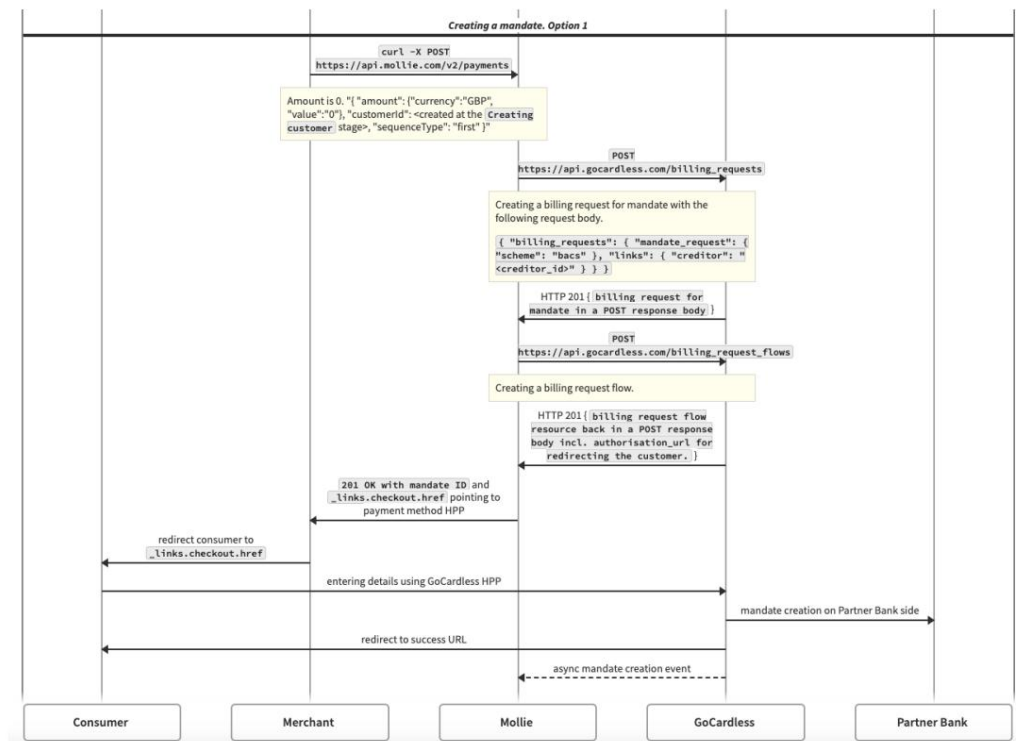 Creating a mandate. Option 1
curl -X POST
https://api.mollie.com/v2/payments
Amount is 0. "{ "amount": {"currency":"GBP",
"value":"0"}, "customerId": <created at the Creating
customer stage>, "sequenceType": "first" }"
POST
https://api.gocardless.com/billing_requests
Creating a billing request for mandate with the
following request body.
{ "billing_requests": { "mandate_request": {
"scheme": "bacs" }, "links": { "creditor": "
<creditor_id>" } } }
HTTP 201 { billing request for
mandate in a POST response body }
POST
https://api.gocardless.com/billing_request_flows
Creating a billing request flow.
HTTP 201 { billing request flow
resource back in a POST response
body incl. authorisation_url for
redirecting the customer. }
201 OK with mandate ID and
_links.checkout.href pointing to
payment method HPP
redirect consumer to
_links.checkout.href
entering details using GoCardless HPP
mandate creation on Partner Bank side
redirect to success URL
async mandate creation event
Consumer
Merchant
Mollie
GoCardless
Partner Bank